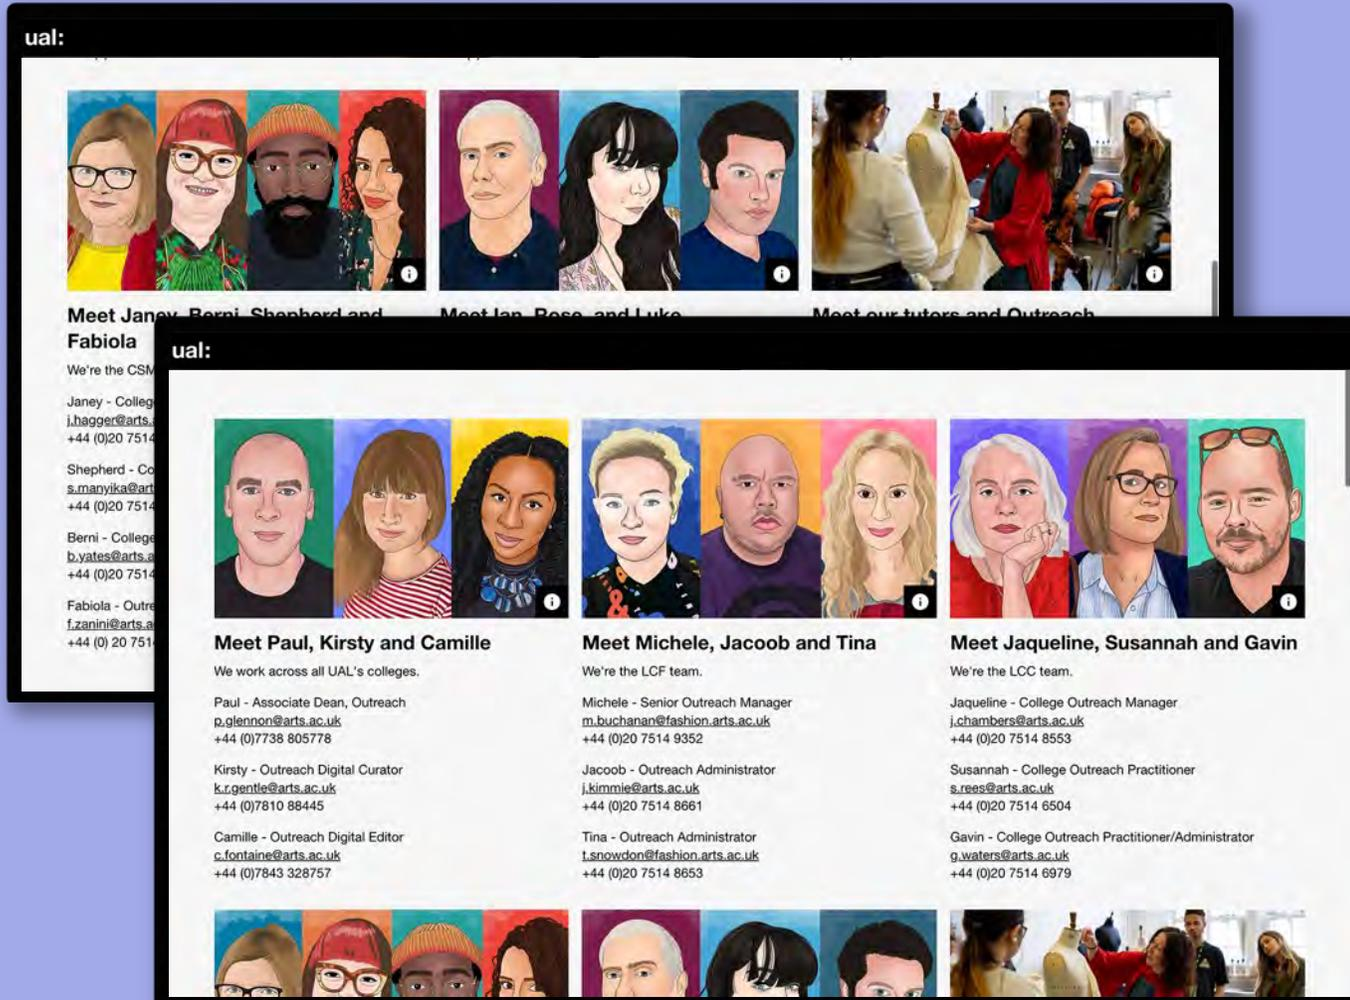 ual:
Meet Janey, Berni, Shepherd and
Fabiola
We're the CSM
Janey - Colleg
j.hagger@arts.
+44 (0)20 7514
Shepherd - Co
s.manyika@art
+44 (0)20 7514
Berni - College
b.yates@arts.a
+44 (0)20 7514
Fabiola - Outre
f.zanini@arts.a
+44 (0) 20 751
Meet Ian, Rose, and Luke
Meet our tutors and Outreach
ual:
Meet Paul, Kirsty and Camille
We work across all UAL's colleges.
Paul - Associate Dean, Outreach
p.glennon@arts.ac.uk
+44 (0)7738 805778
Kirsty - Outreach Digital Curator
k.r.gentle@arts.ac.uk
+44 (0)7810 88445
Camille - Outreach Digital Editor
c.fontaine@arts.ac.uk
+44 (0)7843 328757
Meet Michele, Jacoob and Tina
We're the LCF team.
Michele - Senior Outreach Manager
m.buchanan@fashion.arts.ac.uk
+44 (0)20 7514 9352
Jacoob - Outreach Administrator
j.kimmie@arts.ac.uk
+44 (0)20 7514 8661
Tina - Outreach Administrator
t.snowdon@fashion.arts.ac.uk
+44 (0)20 7514 8653
Meet Jaqueline, Susannah and Gavin
We're the LCC team.
Jaqueline - College Outreach Manager
j.chambers@arts.ac.uk
+44 (0)20 7514 8553
Susannah - College Outreach Practitioner
s.rees@arts.ac.uk
+44 (0)20 7514 6504
Gavin - College Outreach Practitioner/Administrator
g.waters@arts.ac.uk
+44 (0)20 7514 6979